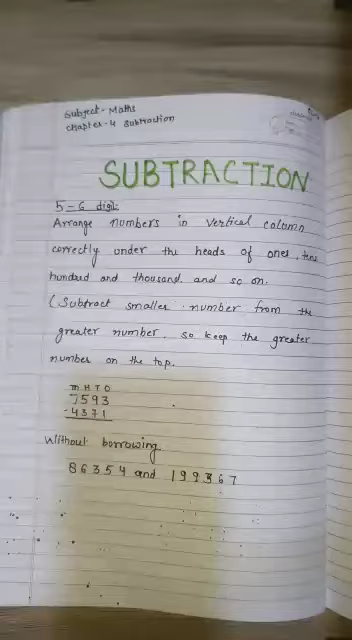 Subject - Maths
Chapter - 4 Subtraction
SUBTRACTION
5-6 digit:
Arrange numbers in vertical column
correctly under the heads of ones, tens
hundred and thousand and so on.
(Subtract smaller number from the
greater number. so keep the greater
number on the top.
m H T O
7593
-4371
Without borrowing
86354 and 199367